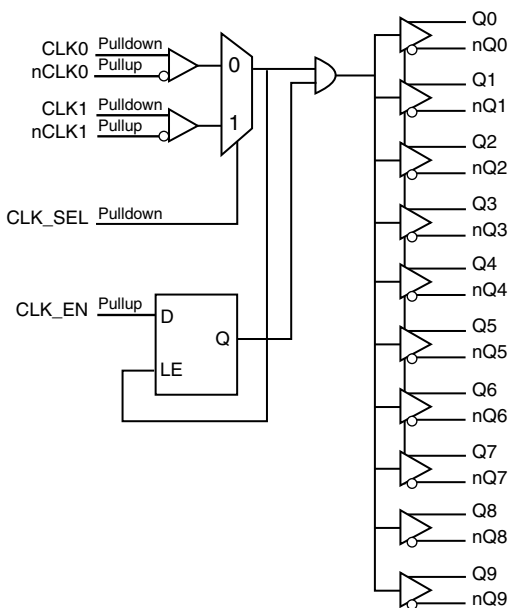 CLK0 Pulldown
nCLK0 Pullup
CLK1 Pulldown
nCLK1 Pullup
0
1
CLK_SEL Pulldown
CLK_EN Pullup
D
Q
LE
Q0
nQ0
Q1
nQ1
Q2
nQ2
Q3
nQ3
Q4
nQ4
Q5
nQ5
Q6
nQ6
Q7
nQ7
Q8
nQ8
Q9
nQ9